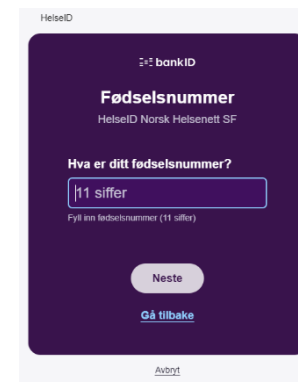 HelseID
bankID
Fødselsnummer
HelseID Norsk Helsenett SF
Hva er ditt fødselsnummer?
11 siffer
Fyll inn fødselsnummer (11 siffer)
Neste
Gå tilbake
Avbryt